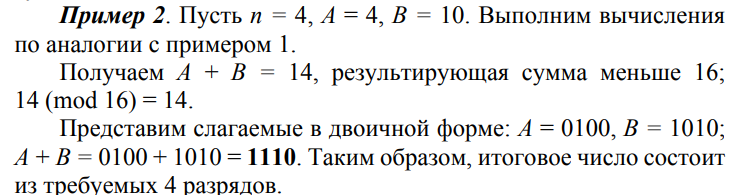 Пример 2. Пусть n = 4, A = 4, B = 10. Выполним вычисления
по аналогии с примером 1.
Получаем A + B = 14, результирующая сумма меньше 16;
14 (mod 16) = 14.
Представим слагаемые в двоичной форме: A = 0100, B = 1010;
A + B = 0100 + 1010 = 1110. Таким образом, итоговое число состоит
из требуемых 4 разрядов.